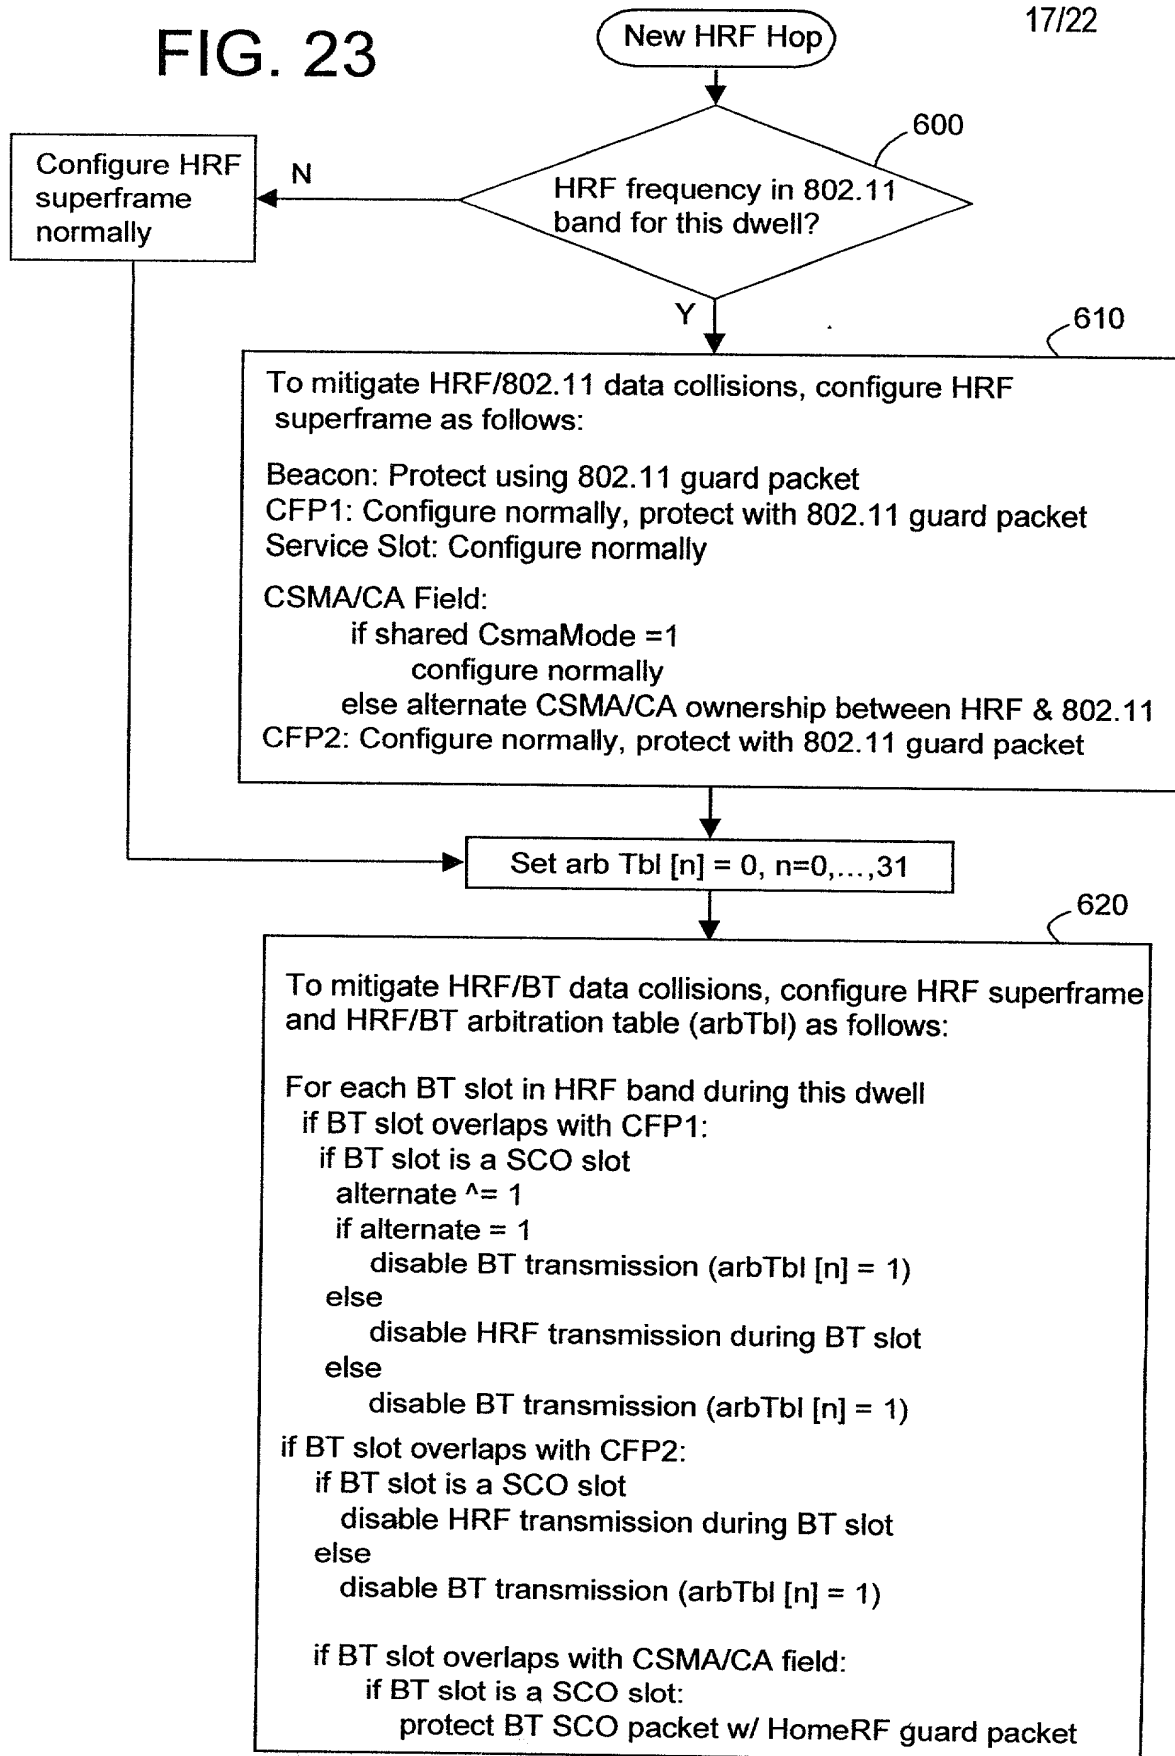 FIG. 23
17/22
New HRF Hop
600
HRF frequency in 802.11
band for this dwell?
N
Configure HRF
superframe
normally
Y
610
To mitigate HRF/802.11 data collisions, configure HRF
superframe as follows:
Beacon: Protect using 802.11 guard packet
CFP1: Configure normally, protect with 802.11 guard packet
Service Slot: Configure normally
CSMA/CA Field:
if shared CsmaMode =1
configure normally
else alternate CSMA/CA ownership between HRF & 802.11
CFP2: Configure normally, protect with 802.11 guard packet
Set arb Tbl [n] = 0, n=0,...,31
620
To mitigate HRF/BT data collisions, configure HRF superframe
and HRF/BT arbitration table (arbTbl) as follows:
For each BT slot in HRF band during this dwell
if BT slot overlaps with CFP1:
if BT slot is a SCO slot
alternate ^= 1
if alternate = 1
disable BT transmission (arbTbl [n] = 1)
else
disable HRF transmission during BT slot
else
disable BT transmission (arbTbl [n] = 1)
if BT slot overlaps with CFP2:
if BT slot is a SCO slot
disable HRF transmission during BT slot
else
disable BT transmission (arbTbl [n] = 1)
if BT slot overlaps with CSMA/CA field:
if BT slot is a SCO slot:
protect BT SCO packet w/ HomeRF guard packet